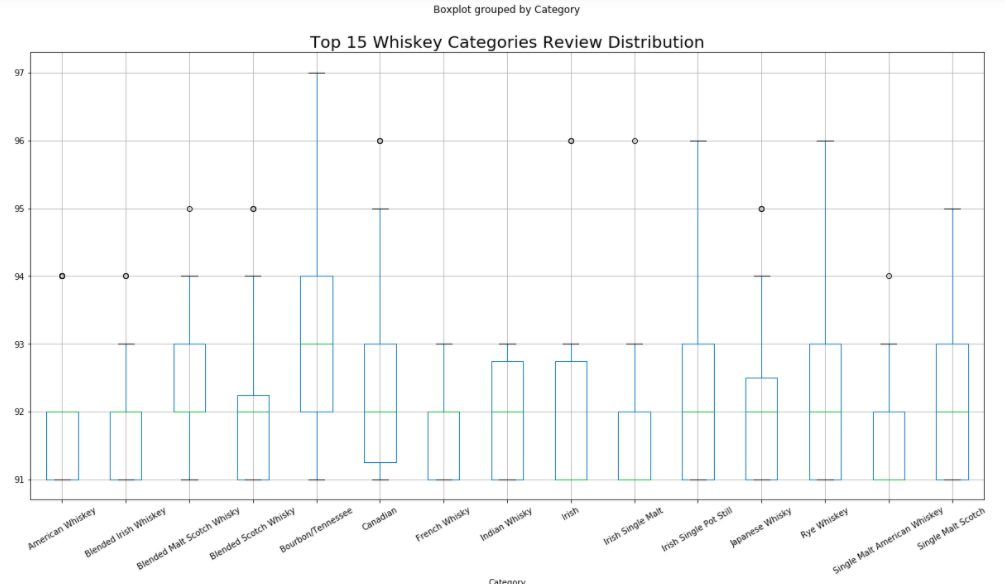 Boxplot grouped by Category
Top 15 Whiskey Categories Review Distribution
97
96
95
94
93
92
91
American Whiskey
Blended Irish Whiskey
Blended Malt Scotch Whisky
Blended Scotch Whisky
Bourbon/Tennessee
Canadian
French Whisky
Indian Whisky
Irish
Irish Single Malt
Irish Single Pot Still
Japanese Whisky
Rye Whiskey
Single Malt American Whiskey
Single Malt Scotch
Category